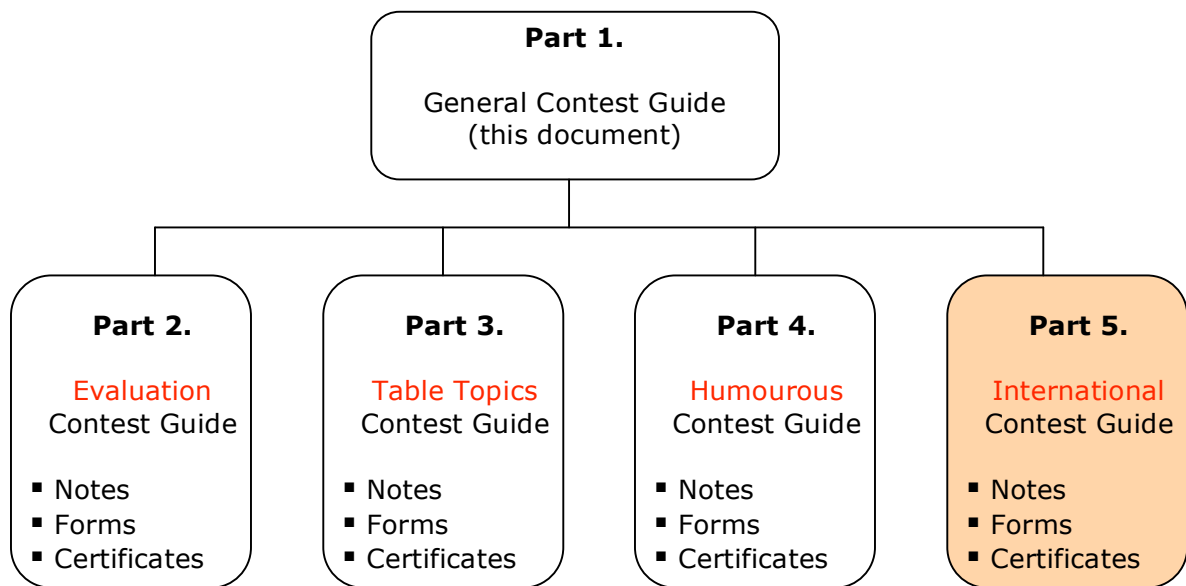 Part 1.
General Contest Guide
(this document)
Part 2.
Evaluation
Contest Guide
▪ Notes
▪ Forms
▪ Certificates
Part 3.
Table Topics
Contest Guide
▪ Notes
▪ Forms
▪ Certificates
Part 4.
Humourous
Contest Guide
▪ Notes
▪ Forms
▪ Certificates
Part 5.
International
Contest Guide
▪ Notes
▪ Forms
▪ Certificates